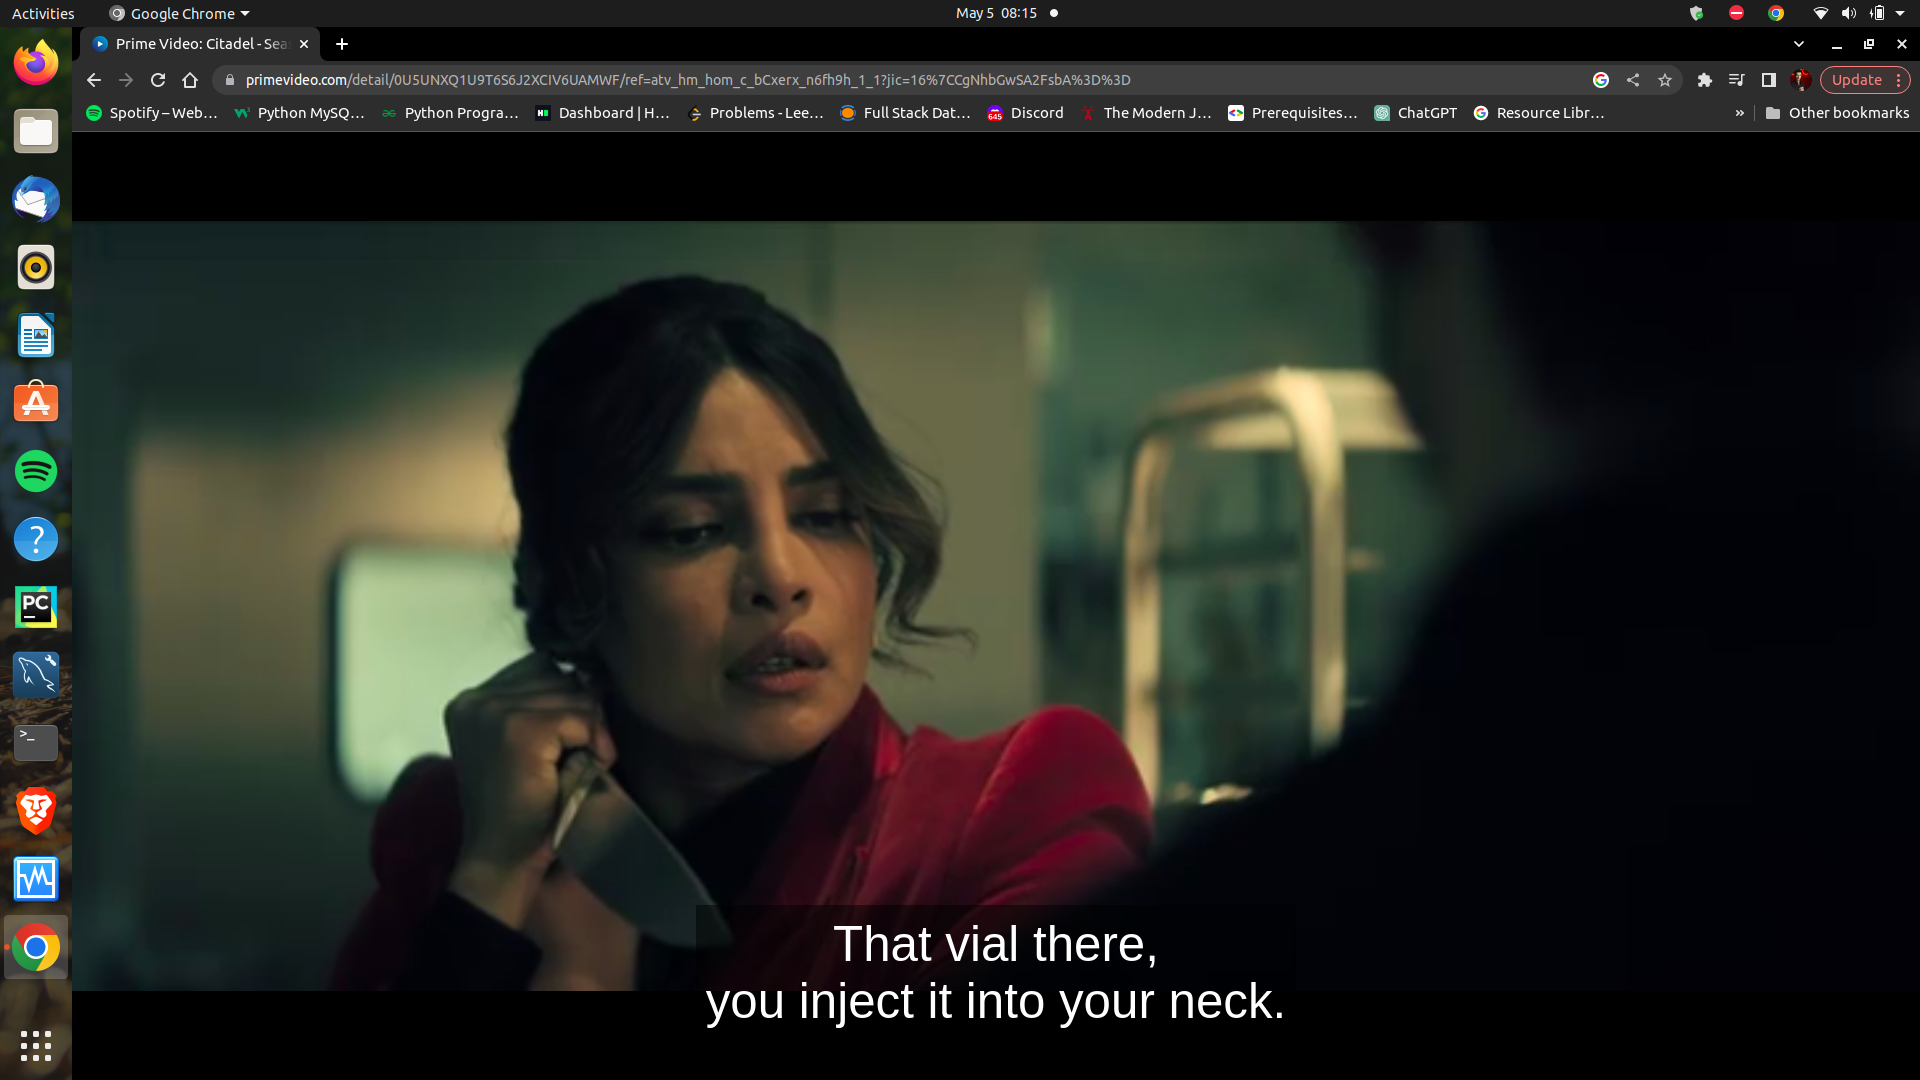 Activities
Google Chrome
May 5 08:15
Prime Video: Citadel - Sea
primevideo.com/detail/0U5UNXQ1U9T6S6J2XCIV6UAMWF/ref=atv_hm_hom_c_bCxerx_n6fh9h_1_1?jic=16%7CCgNhbGwSA2FsbA%3D%3D
Update
Spotify – Web…
Python MySQ…
Python Progra…
Dashboard | H…
Problems - Lee…
Full Stack Dat…
645
Discord
The Modern J…
Prerequisites…
ChatGPT
Resource Libr…
»
Other bookmarks
PC
>_
That vial there,
you inject it into your neck.